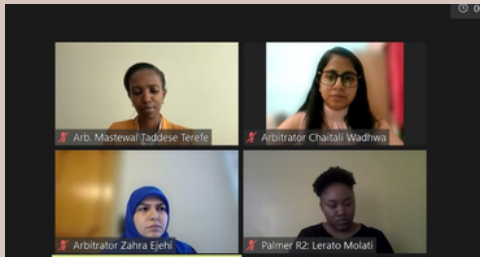 Arb. Mastewal Taddese Terefe
Arbitrator Chaitali Wadhwa
Arbitrator Zahra Ejehi
Palmer R2: Lerato Molati